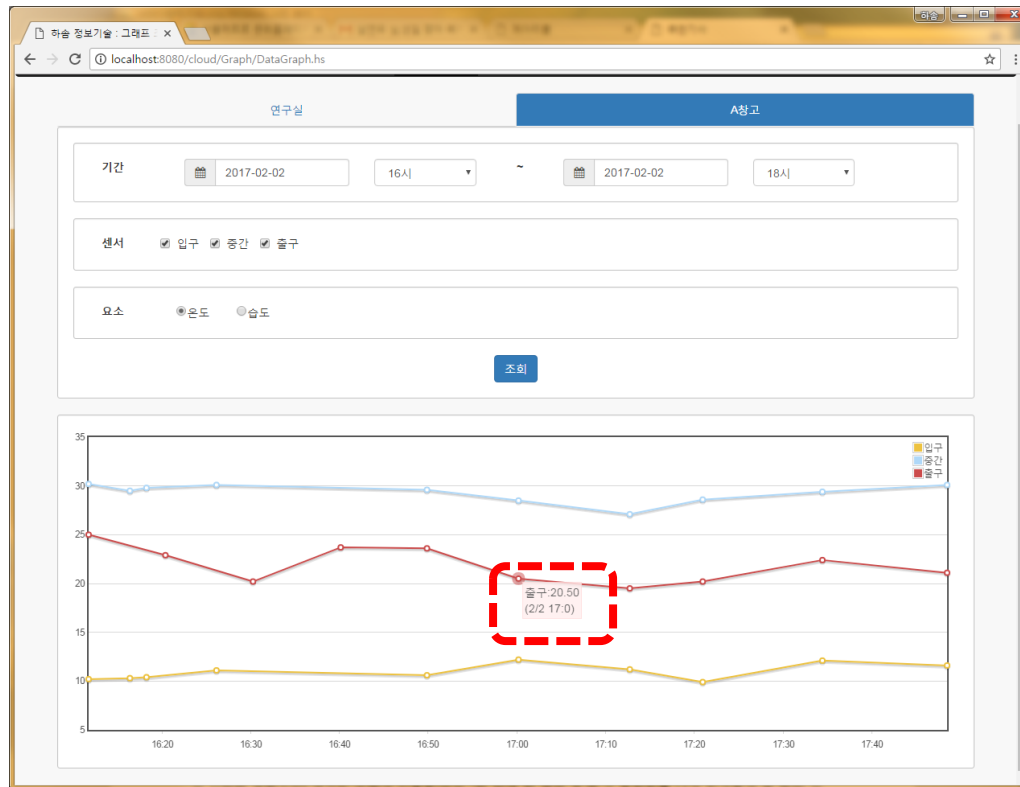 하송
하송 정보기술 : 그래프
localhost:8080/cloud/Graph/DataGraph.hs
연구실 A창고
기간 2017-02-02 16시 ~ 2017-02-02 18시
센서 입구 중간 출구
요소 온도 습도
조회
35
30
25
20
15
10
5
입구
중간
출구
출구:20.50
(2/2 17:0)
16:20 16:30 16:40 16:50 17:00 17:10 17:20 17:30 17:40